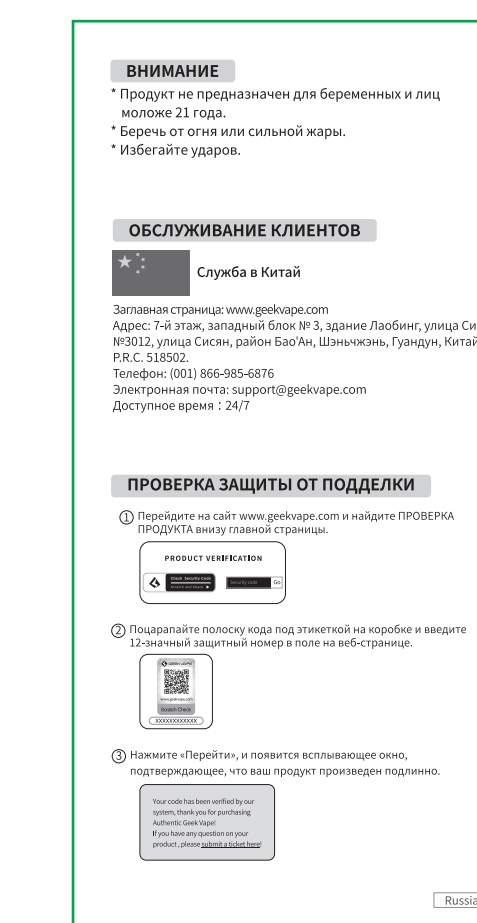 ВНИМАНИЕ
* Продукт не предназначен для беременных и лиц
моложе 21 года.
* Беречь от огня или сильной жары.
* Избегайте ударов.
ОБСЛУЖИВАНИЕ КЛИЕНТОВ
Служба в Китай
Заглавная страница: www.geekvape.com
Адрес: 7-й этаж, западный блок № 3, здание Лаобинг, улица Си
№3012, улица Сисян, район Бао'Ан, Шэньчжэнь, Гуандун, Китай
P.R.C. 518502.
Телефон: (001) 866-985-6876
Электронная почта: support@geekvape.com
Доступное время：24/7
ПРОВЕРКА ЗАЩИТЫ ОТ ПОДДЕЛКИ
① Перейдите на сайт www.geekvape.com и найдите ПРОВЕРКА
ПРОДУКТА внизу главной страницы.
PRODUCT VERIFICATION
Check Security Code
Scratch and Check
Security code Go
② Поцарапайте полоску кода под этикеткой на коробке и введите
12-значный защитный номер в поле на веб-странице.
GEEK VAPE
www.geekvape.com
Scratch Check
XXXXXXXXXXXX
③ Нажмите «Перейти», и появится всплывающее окно,
подтверждающее, что ваш продукт произведен подлинно.
Your code has been verified by our
system, thank you for purchasing
Authentic Geek Vape!
If you have any question on your
product , please submit a ticket here!
Russia